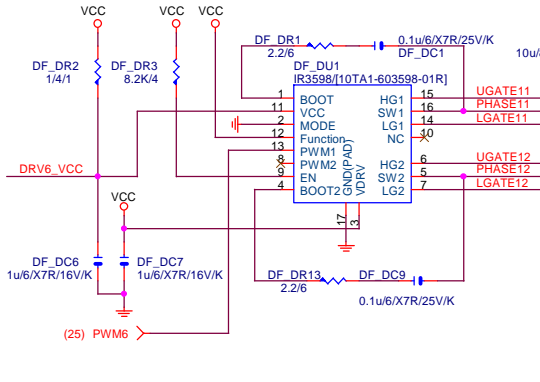 VCC VCC VCC
DF_DR1 0.1u/6/X7R/25V/K
2.2/6 DF_DC1 10u/
DF_DR2 DF_DR3 DF_DU1
1/4/1 8.2K/4 IR3598/[10TA1-603598-01R]
1 BOOT HG1 15 UGATE11
11 VCC SW1 16 PHASE11
2 MODE LG1 14 LGATE11
12 Function NC 10
13 PWM1
8 PWM2 HG2 6 UGATE12
DRV6_VCC 9 EN SW2 5 PHASE12
4 BOOT2 LG2 7 LGATE12
GND(PAD) VDRV
17 3
VCC
DF_DC6 DF_DC7
1u/6/X7R/16V/K 1u/6/X7R/16V/K
DF_DR13 DF_DC9
2.2/6
0.1u/6/X7R/25V/K
(25) PWM6